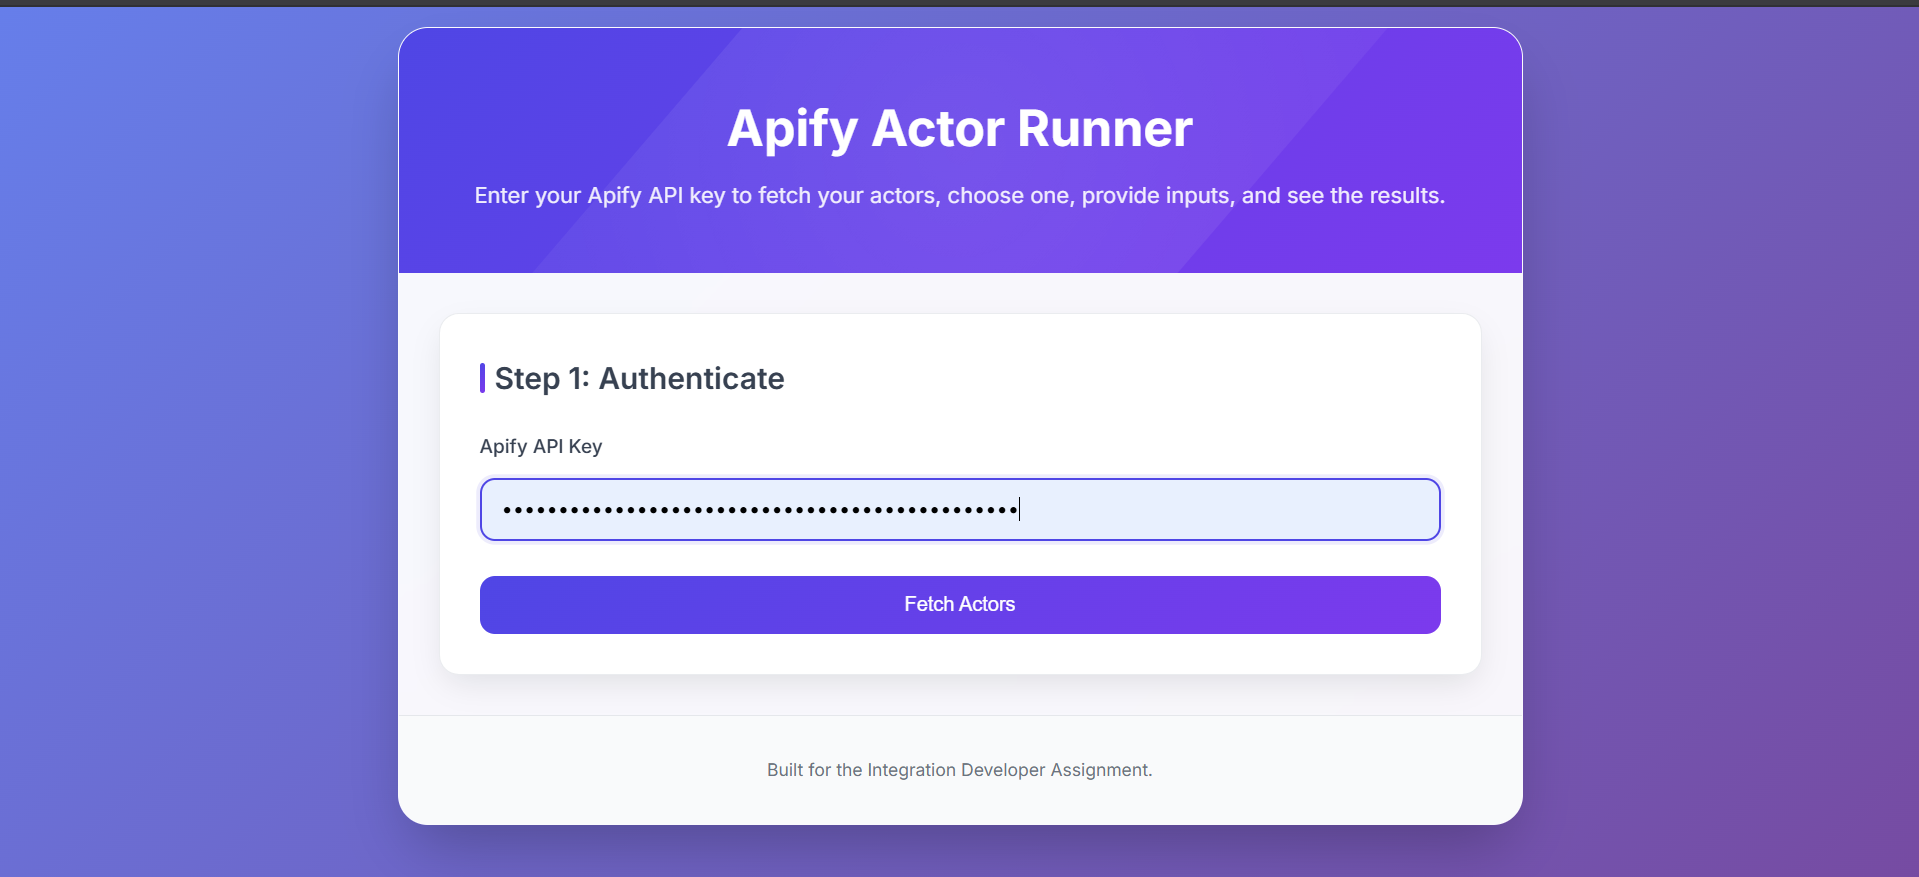 Apify Actor Runner
Enter your Apify API key to fetch your actors, choose one, provide inputs, and see the results.
Step 1: Authenticate
Apify API Key
••••••••••••••••••••••••••••••••••••••••••••••
Fetch Actors
Built for the Integration Developer Assignment.